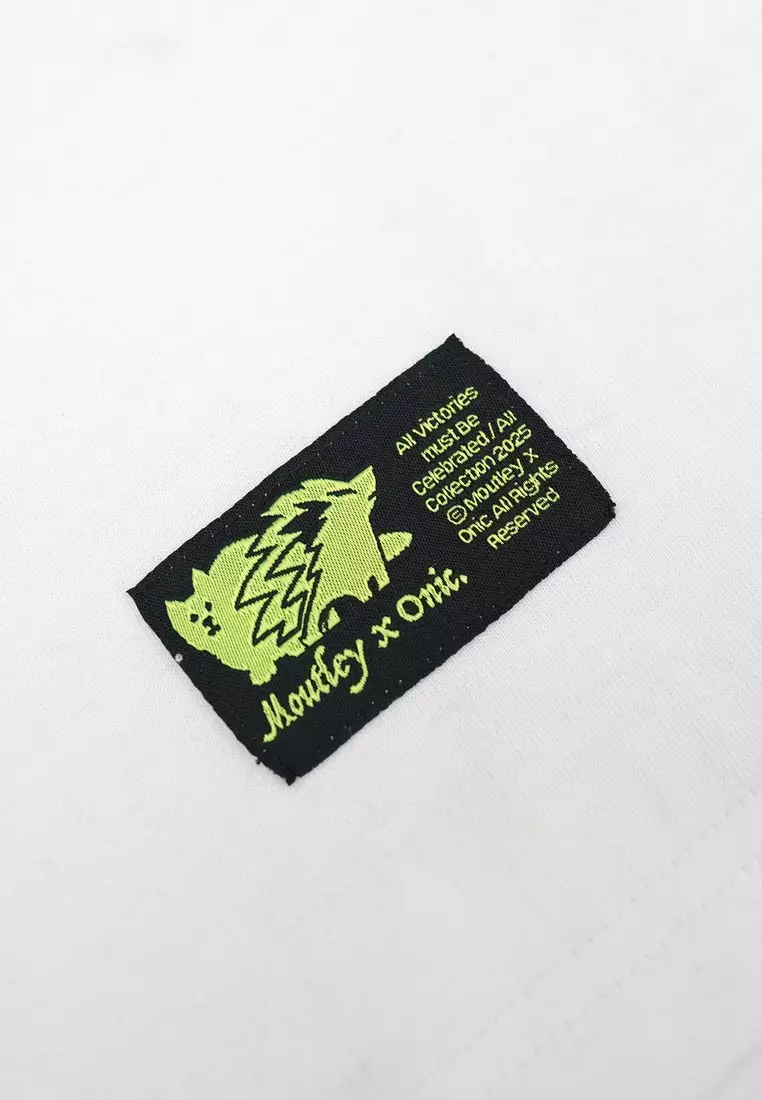 All Victories
must Be
Celebrated / All
Collection 2025
© Moutley X
Onic All Rights
Reserved
Moutley x Onic.